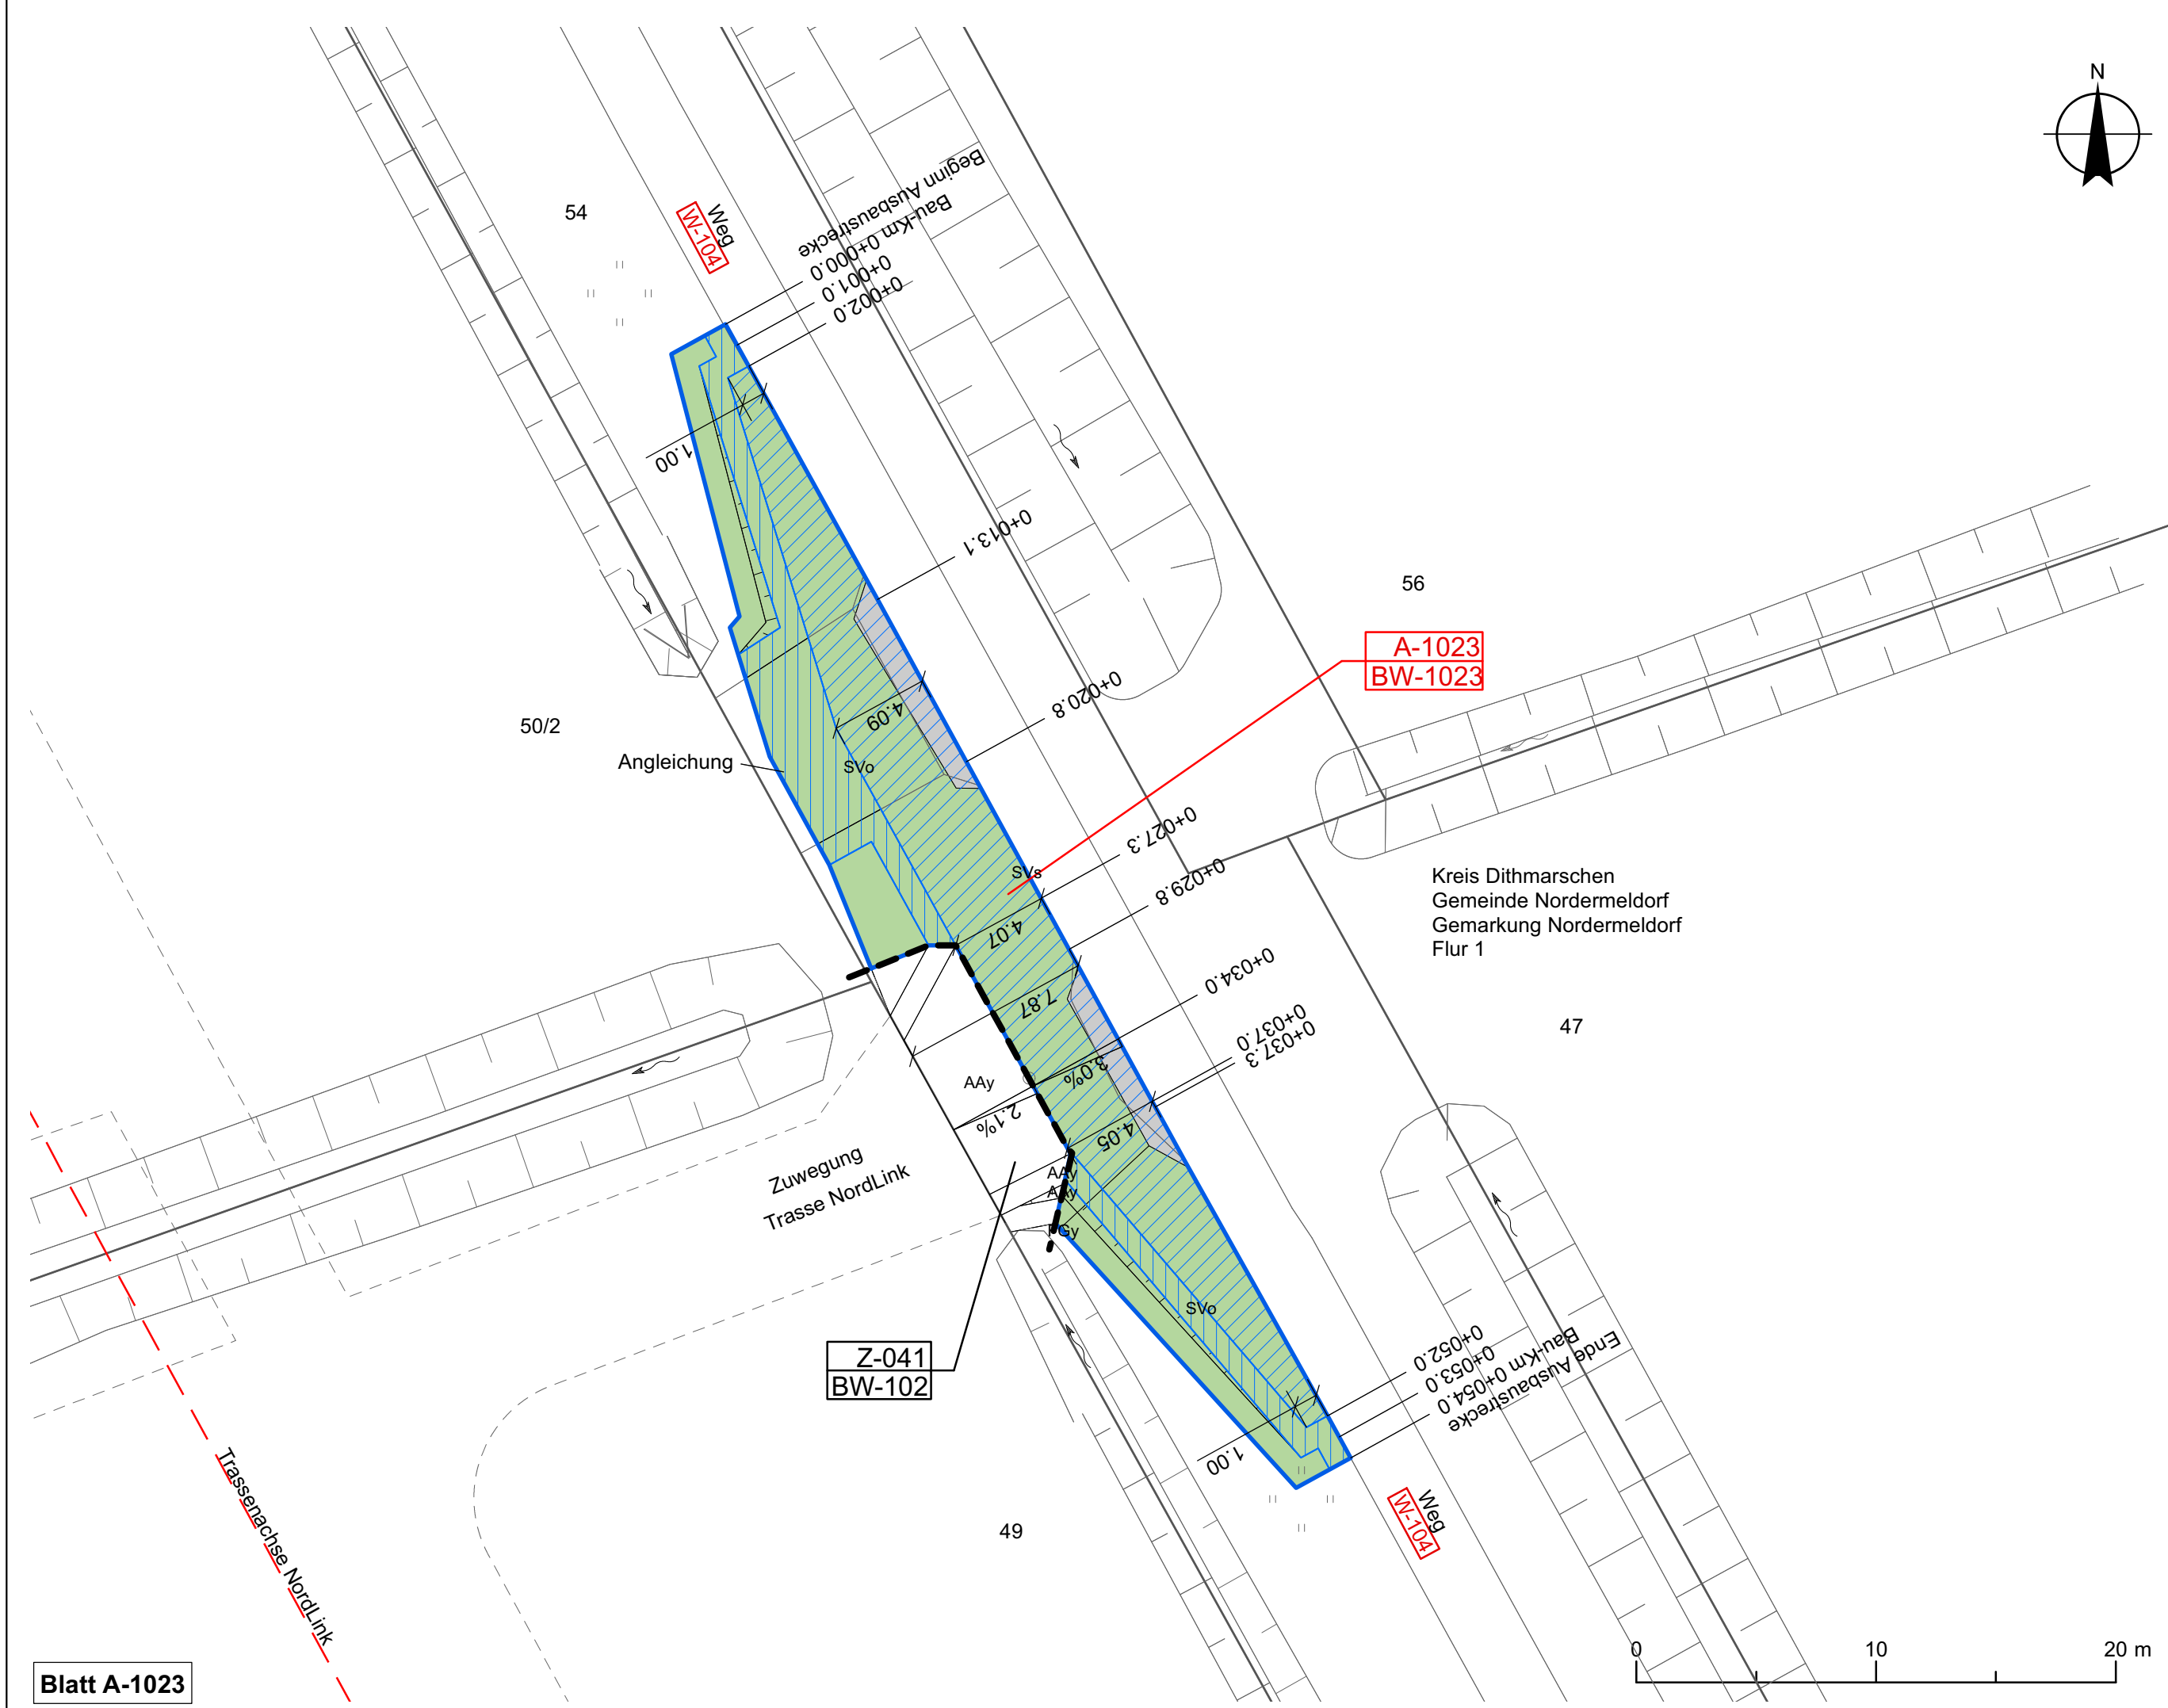 N
54
Weg
W-104
Beginn Ausbaustrecke
Bau-Km 0+000.0
0+001.0
0+002.0
1.00
0+013.1
56
A-1023
BW-1023
4.09
0+020.8
50/2
Angleichung
SVo
0+027.3
SVs
0+029.8
Kreis Dithmarschen
Gemeinde Nordermeldorf
Gemarkung Nordermeldorf
Flur 1
4.07
7.87
0+034.0
0+037.0
0+037.3
47
3.0%
AAy
2.1%
4.05
Zuwegung
Trasse NordLink
AAy
AAy
SVo
0+052.0
0+053.0
Bau-Km 0+054.0
Ende Ausbaustrecke
Z-041
BW-102
1.00
Weg
W-104
49
Trassenachse NordLink
0 10 20 m
Blatt A-1023